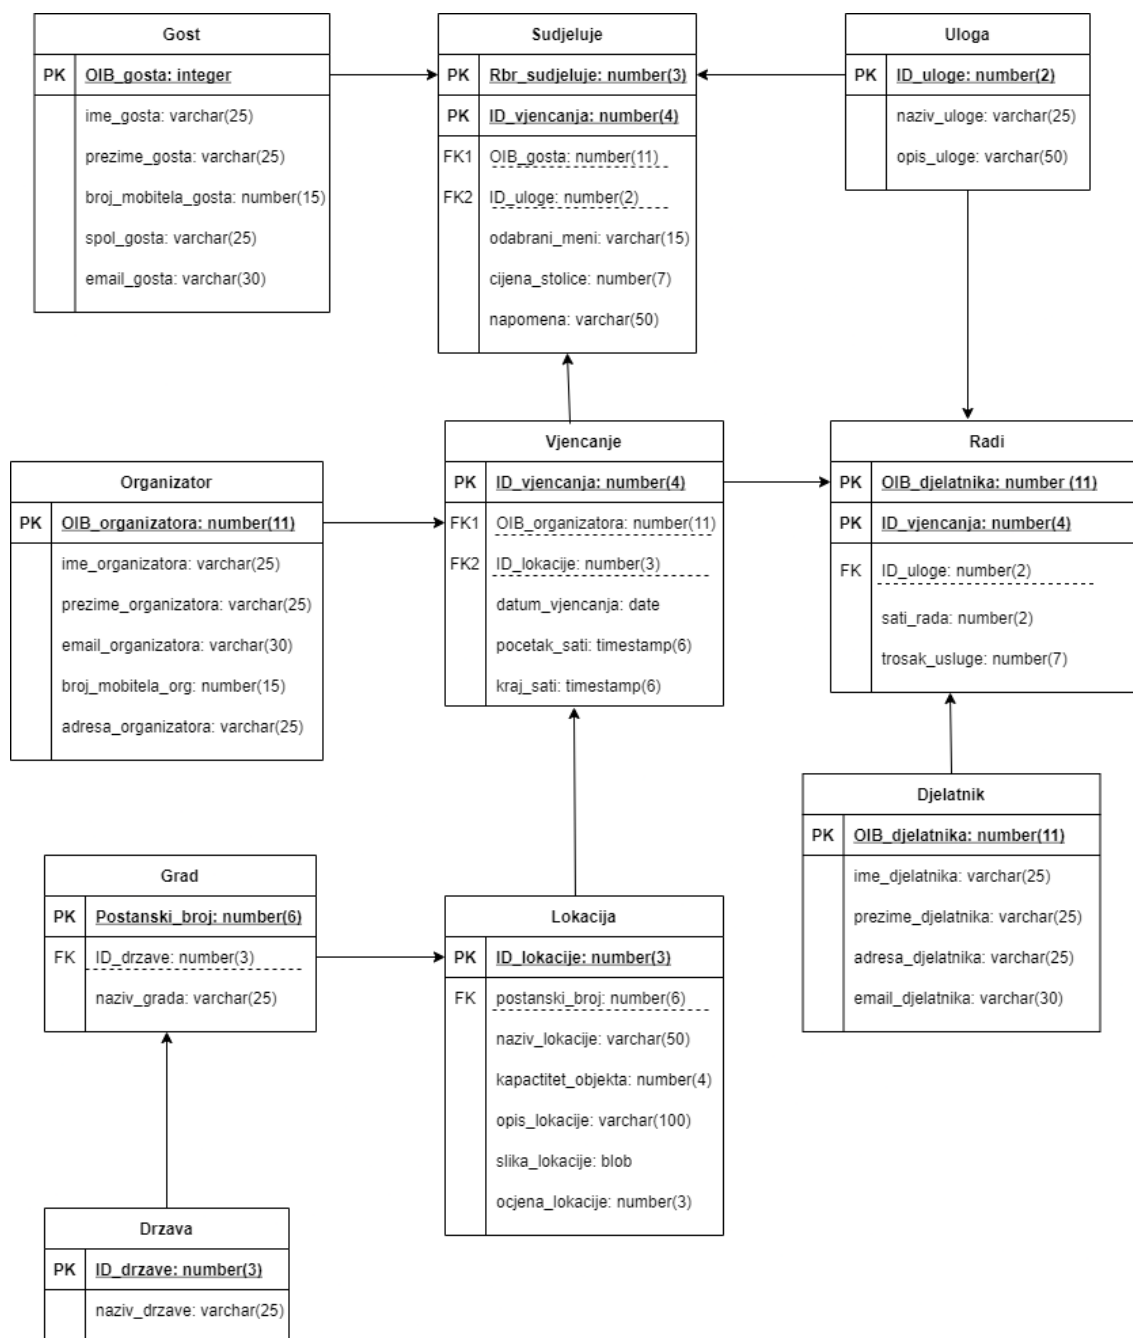 Gost
PK OIB_gosta: integer
ime_gosta: varchar(25)
prezime_gosta: varchar(25)
broj_mobitela_gosta: number(15)
spol_gosta: varchar(25)
email_gosta: varchar(30)
Sudjeluje
PK Rbr_sudjeluje: number(3)
PK ID_vjencanja: number(4)
FK1 OIB_gosta: number(11)
FK2 ID_uloge: number(2)
odabrani_meni: varchar(15)
cijena_stolice: number(7)
napomena: varchar(50)
Uloga
PK ID_uloge: number(2)
naziv_uloge: varchar(25)
opis_uloge: varchar(50)
Organizator
PK OIB_organizatora: number(11)
ime_organizatora: varchar(25)
prezime_organizatora: varchar(25)
email_organizatora: varchar(30)
broj_mobitela_org: number(15)
adresa_organizatora: varchar(25)
Vjencanje
PK ID_vjencanja: number(4)
FK1 OIB_organizatora: number(11)
FK2 ID_lokacije: number(3)
datum_vjencanja: date
pocetak_sati: timestamp(6)
kraj_sati: timestamp(6)
Radi
PK OIB_djelatnika: number (11)
PK ID_vjencanja: number(4)
FK ID_uloge: number(2)
sati_rada: number(2)
trosak_usluge: number(7)
Djelatnik
PK OIB_djelatnika: number(11)
ime_djelatnika: varchar(25)
prezime_djelatnika: varchar(25)
adresa_djelatnika: varchar(25)
email_djelatnika: varchar(30)
Grad
PK Postanski_broj: number(6)
FK ID_drzave: number(3)
naziv_grada: varchar(25)
Lokacija
PK ID_lokacije: number(3)
FK postanski_broj: number(6)
naziv_lokacije: varchar(50)
kapactitet_objekta: number(4)
opis_lokacije: varchar(100)
slika_lokacije: blob
ocjena_lokacije: number(3)
Drzava
PK ID_drzave: number(3)
naziv_drzave: varchar(25)